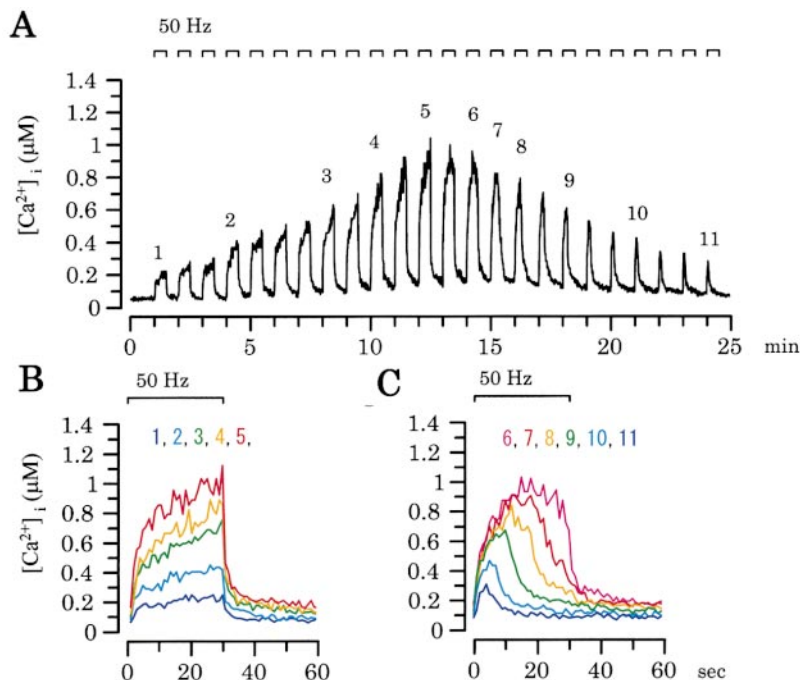 A
50 Hz
1.4
1.2
1
0.8
0.6
0.4
0.2
0
[Ca²⁺]ᵢ (µM)
1
2
3
4
5
6
7
8
9
10
11
0 5 10 15 20 25 min
B
50 Hz
1, 2, 3, 4, 5,
1.4
1.2
1
0.8
0.6
0.4
0.2
0
[Ca²⁺]ᵢ (µM)
0 20 40 60
C
50 Hz
6, 7, 8, 9, 10, 11
1.4
1.2
1
0.8
0.6
0.4
0.2
0
0 20 40 60 sec